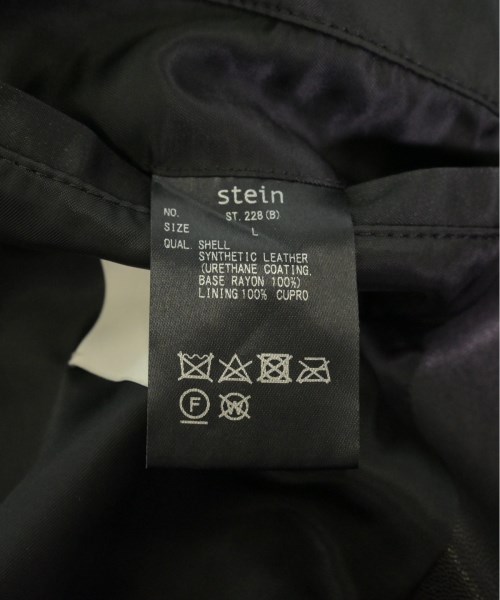 stein
NO. ST.228(B)
SIZE L
QUAL. SHELL
SYNTHETIC LEATHER
(URETHANE COATING,
BASE RAYON 100%)
LINING 100% CUPRO
F W